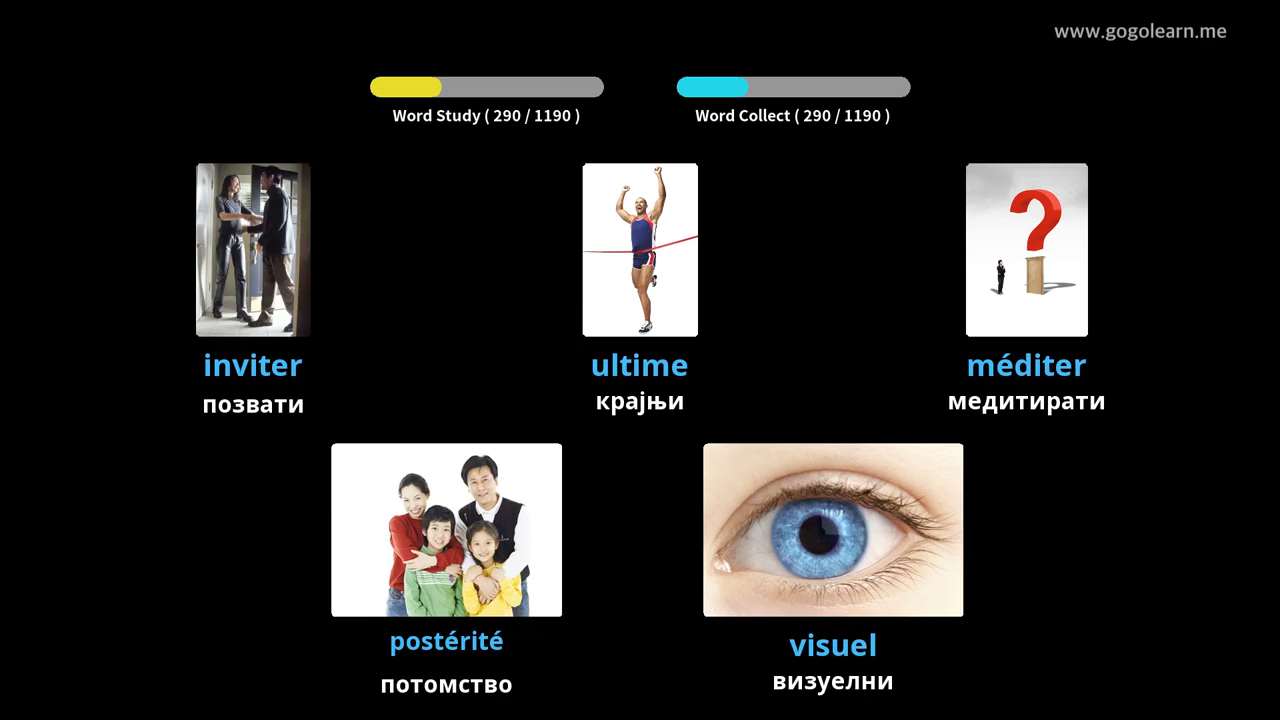 www.gogolearn.me
Word Study ( 290 / 1190 )
Word Collect ( 290 / 1190 )
inviter
позвати
ultime
крајњи
méditer
медитирати
postérité
потомство
visuel
визуелни